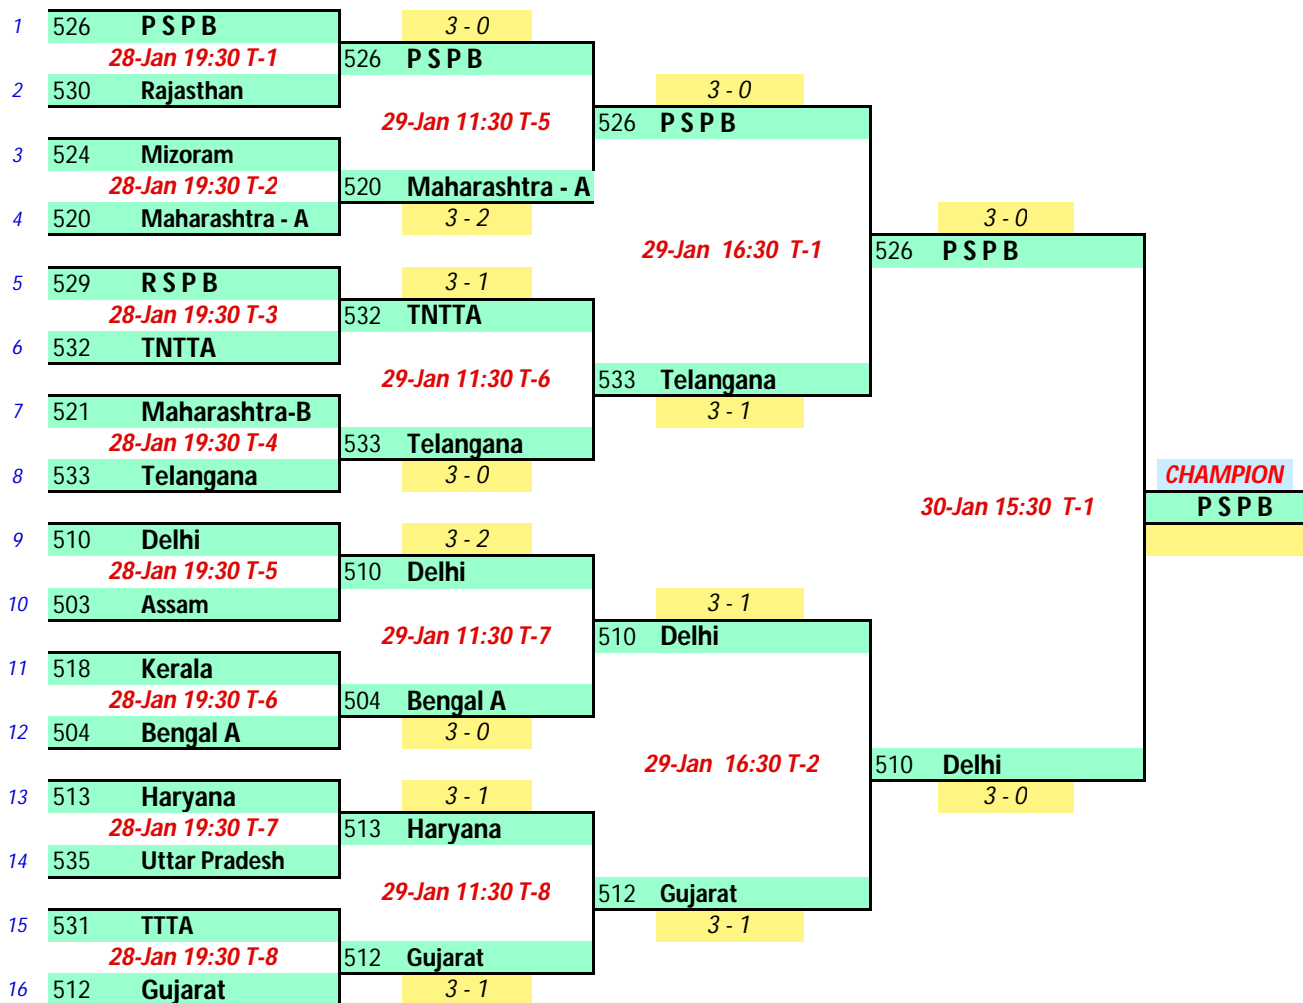 1 526 P S P B 3 - 0
28-Jan 19:30 T-1 526 P S P B
2 530 Rajasthan 3 - 0
29-Jan 11:30 T-5 526 P S P B
3 524 Mizoram
28-Jan 19:30 T-2 520 Maharashtra - A
4 520 Maharashtra - A 3 - 2 3 - 0
29-Jan 16:30 T-1 526 P S P B
5 529 R S P B 3 - 1
28-Jan 19:30 T-3 532 TNTTA
6 532 TNTTA
29-Jan 11:30 T-6 533 Telangana
7 521 Maharashtra-B 3 - 1
28-Jan 19:30 T-4 533 Telangana
8 533 Telangana 3 - 0 CHAMPION
30-Jan 15:30 T-1 P S P B
9 510 Delhi 3 - 2
28-Jan 19:30 T-5 510 Delhi
10 503 Assam 3 - 1
29-Jan 11:30 T-7 510 Delhi
11 518 Kerala
28-Jan 19:30 T-6 504 Bengal A
12 504 Bengal A 3 - 0
29-Jan 16:30 T-2 510 Delhi
13 513 Haryana 3 - 1 3 - 0
28-Jan 19:30 T-7 513 Haryana
14 535 Uttar Pradesh
29-Jan 11:30 T-8 512 Gujarat
15 531 TTTA 3 - 1
28-Jan 19:30 T-8 512 Gujarat
16 512 Gujarat 3 - 1